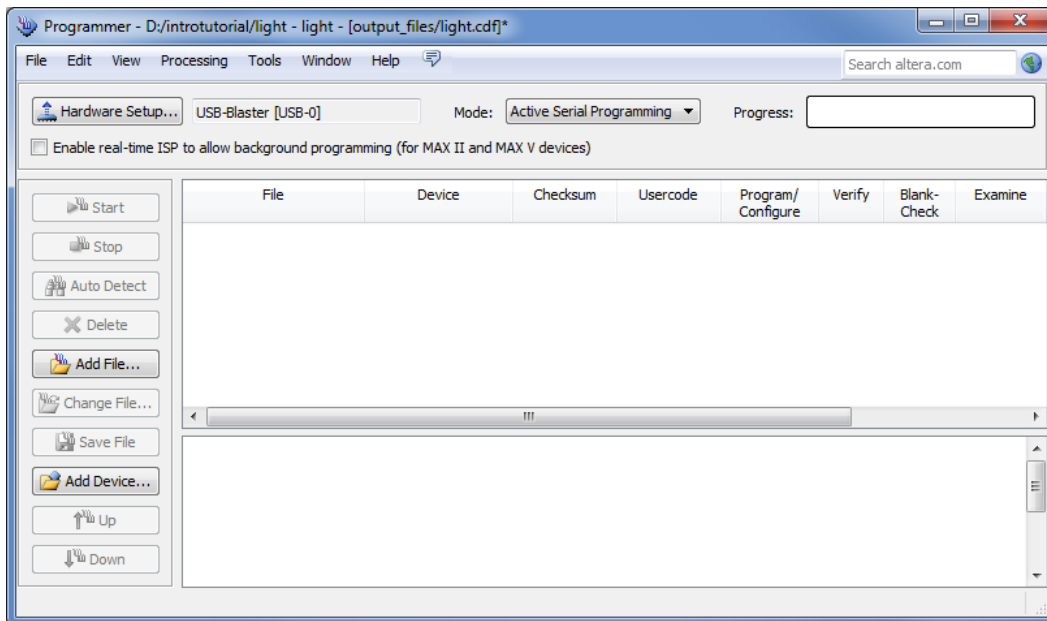 Programmer - D:/introtutorial/light - light - [output_files/light.cdf]*
File Edit View Processing Tools Window Help Search altera.com
Hardware Setup... USB-Blaster [USB-0] Mode: Active Serial Programming Progress:
Enable real-time ISP to allow background programming (for MAX II and MAX V devices)
File Device Checksum Usercode Program/ Verify Blank- Examine
Configure Check
Start
Stop
Auto Detect
Delete
Add File...
Change File...
Save File
Add Device...
Up
Down